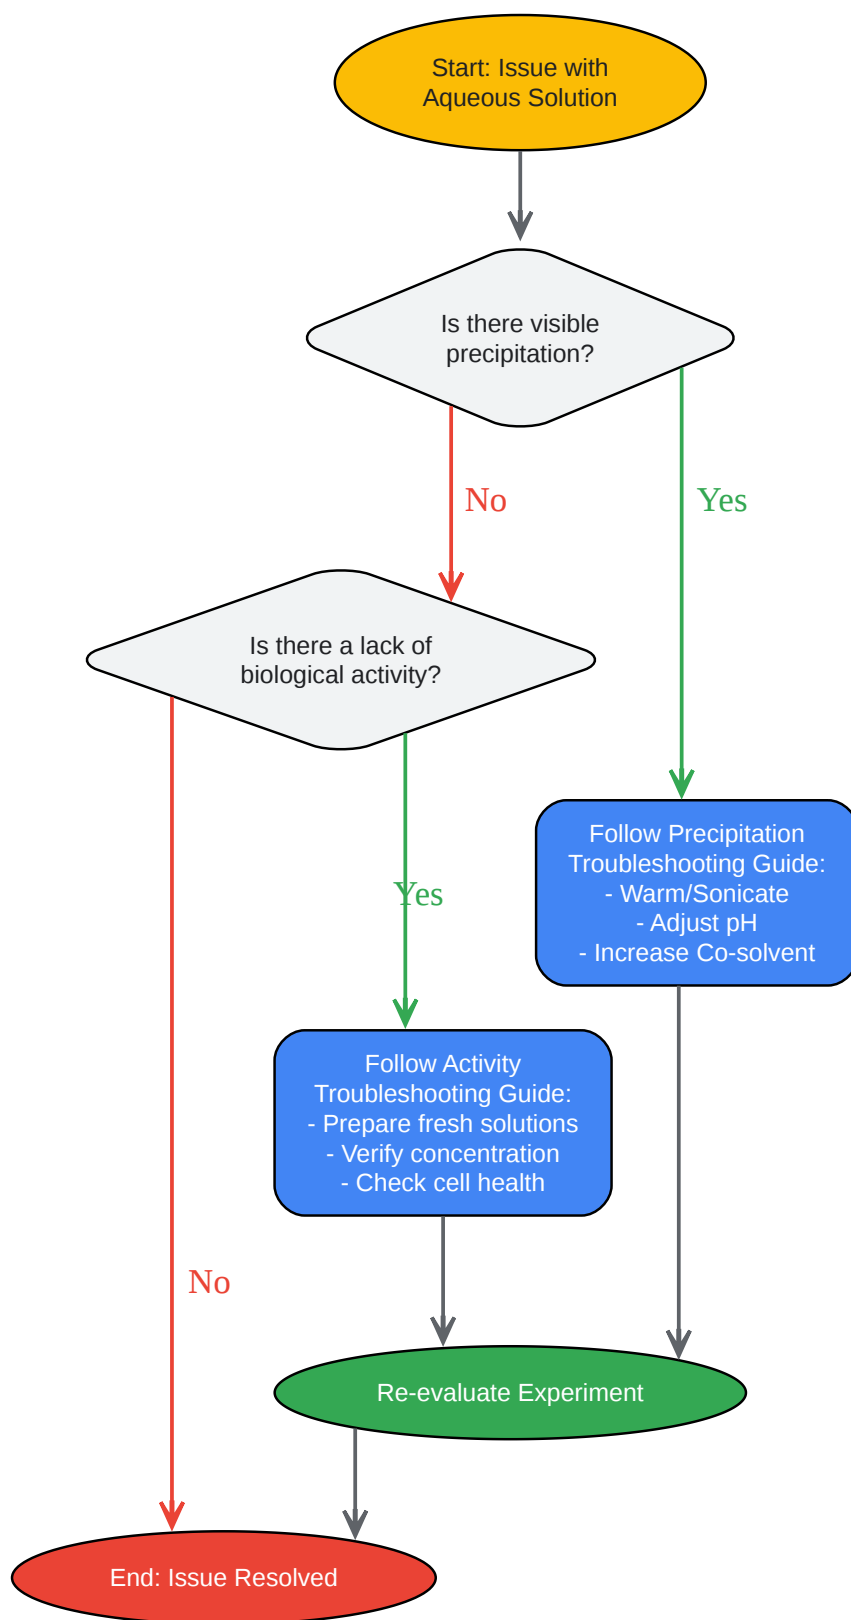 Start: Issue with
Aqueous Solution
Is there visible
precipitation?
No
Yes
Is there a lack of
biological activity?
Follow Precipitation
Troubleshooting Guide:
- Warm/Sonicate
- Adjust pH
- Increase Co-solvent
Yes
Follow Activity
Troubleshooting Guide:
- Prepare fresh solutions
- Verify concentration
- Check cell health
No
Re-evaluate Experiment
End: Issue Resolved